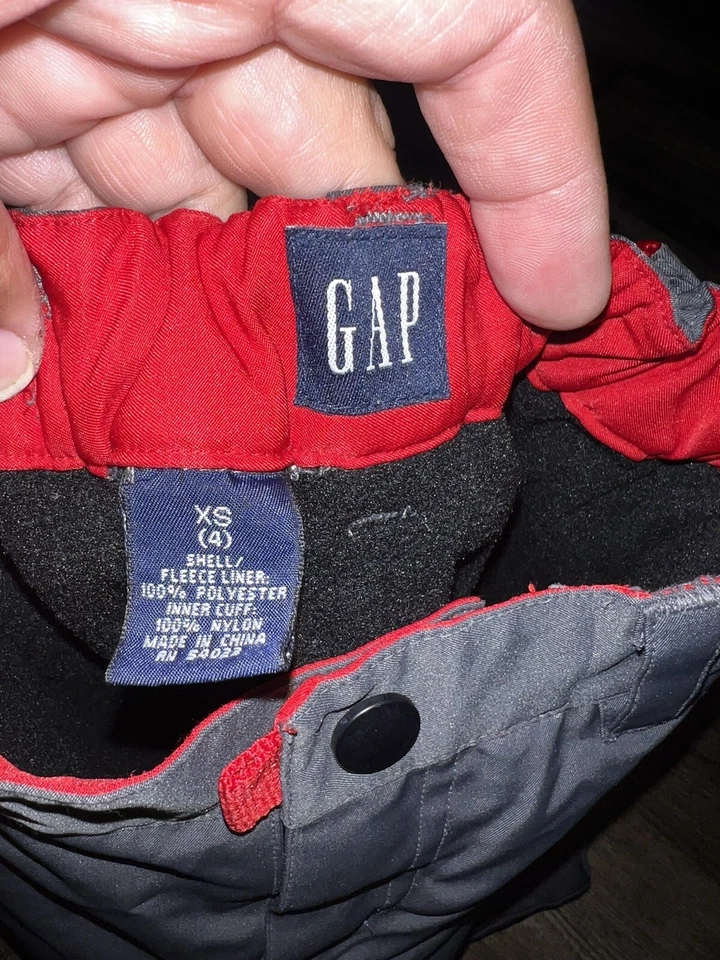 GAP
XS
(4)
SHELL/
FLEECE LINER:
100% POLYESTER
INNER CUFF:
100% NYLON
MADE IN CHINA
RN 54023